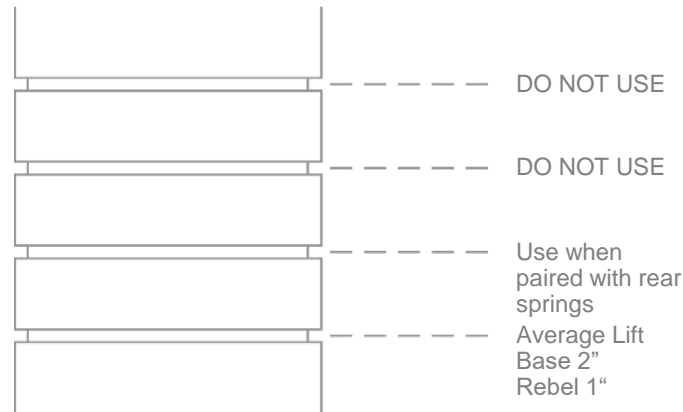 DO NOT USE
DO NOT USE
Use when
paired with rear
springs
Average Lift
Base 2”
Rebel 1“